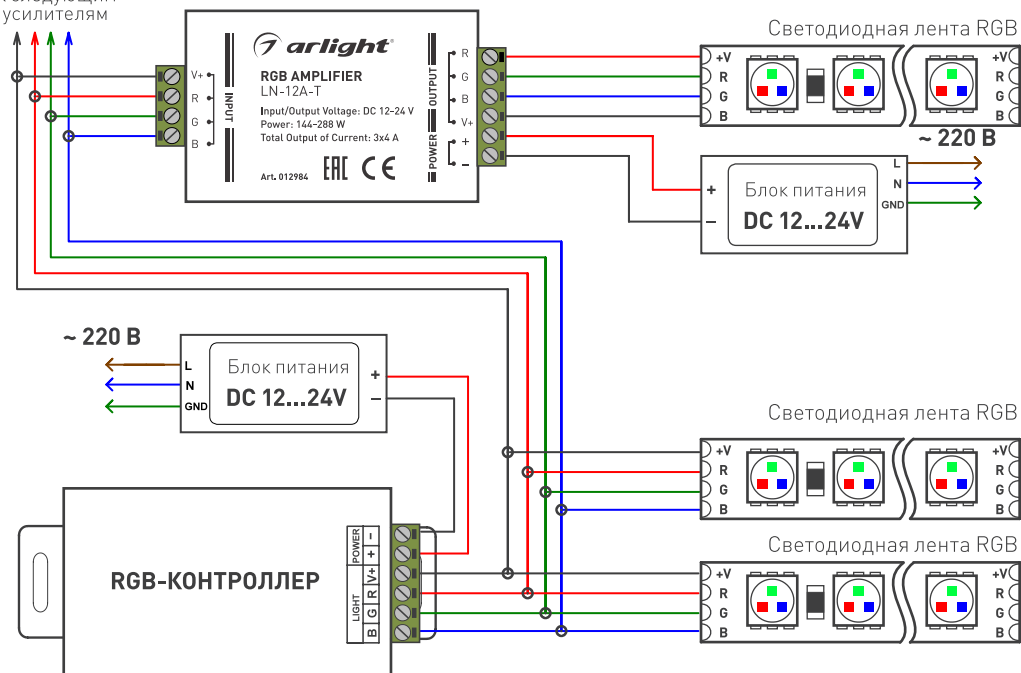 усилителям
Светодиодная лента RGB
arlight
RGB AMPLIFIER
LN-12A-T
Input/Output Voltage: DC 12-24 V
Power: 144-288 W
Total Output of Current: 3x4 A
Art. 012984
EAC CE
INPUT
V+
R
G
B
OUTPUT
POWER
R
G
B
V+
+
–
+V
R
G
B
+V
R
G
B
~ 220 В
Блок питания
DC 12...24V
+
–
L
N
GND
~ 220 В
Блок питания
DC 12...24V
L
N
GND
+
–
Светодиодная лента RGB
+V
R
G
B
+V
R
G
B
RGB-КОНТРОЛЛЕР
POWER
LIGHT
–
+
V+
R
G
B
Светодиодная лента RGB
+V
R
G
B
+V
R
G
B